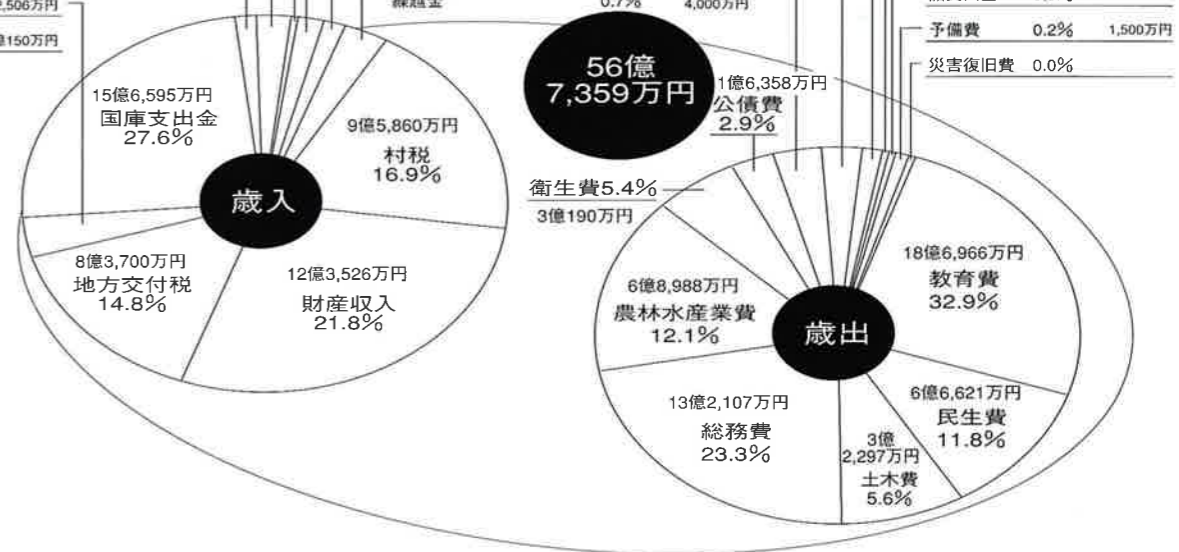 2,506万円
億150万円
繰越金 0.7% 4,000万円
56億
7,359万円
予備費 0.2% 1,500万円
災害復旧費 0.0%
15億6,595万円
国庫支出金
27.6%
9億5,860万円
村税
16.9%
歳入
8億3,700万円
地方交付税
14.8%
12億3,526万円
財産収入
21.8%
1億6,358万円
公債費
2.9%
衛生費5.4%
3億190万円
18億6,966万円
教育費
32.9%
6億8,988万円
農林水産業費
12.1%
歳出
13億2,107万円
総務費
23.3%
3億
2,297万円
土木費
5.6%
6億6,621万円
民生費
11.8%